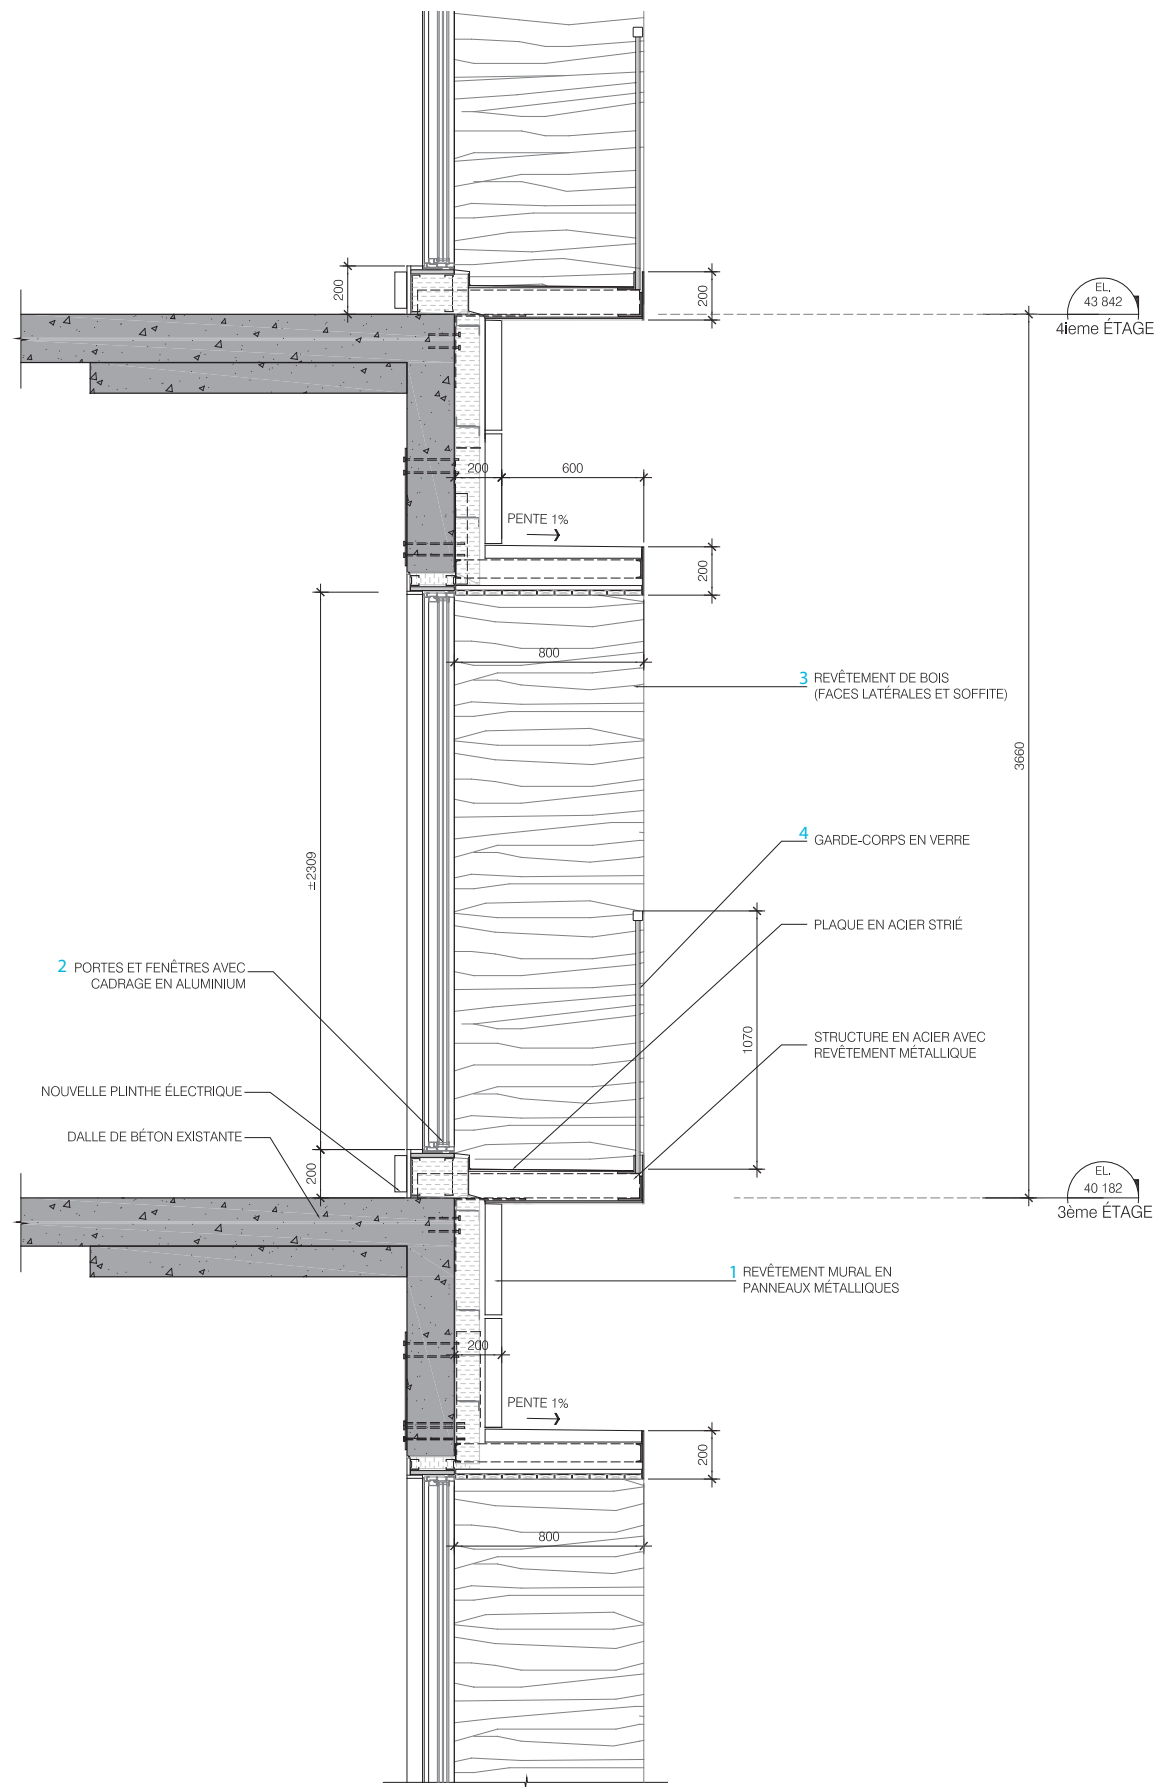 200
200
EL.
43 842
4ieme ÉTAGE
200
600
PENTE 1%
200
800
3 REVÊTEMENT DE BOIS
(FACES LATÉRALES ET SOFFITE)
3660
4 GARDE-CORPS EN VERRE
±2309
PLAQUE EN ACIER STRIÉ
2 PORTES ET FENÊTRES AVEC
CADRAGE EN ALUMINIUM
1070
STRUCTURE EN ACIER AVEC
REVÊTEMENT MÉTALLIQUE
NOUVELLE PLINTHE ÉLECTRIQUE
DALLE DE BÉTON EXISTANTE
200
EL.
40 182
3ème ÉTAGE
1 REVÊTEMENT MURAL EN
PANNEAUX MÉTALLIQUES
200
PENTE 1%
200
800